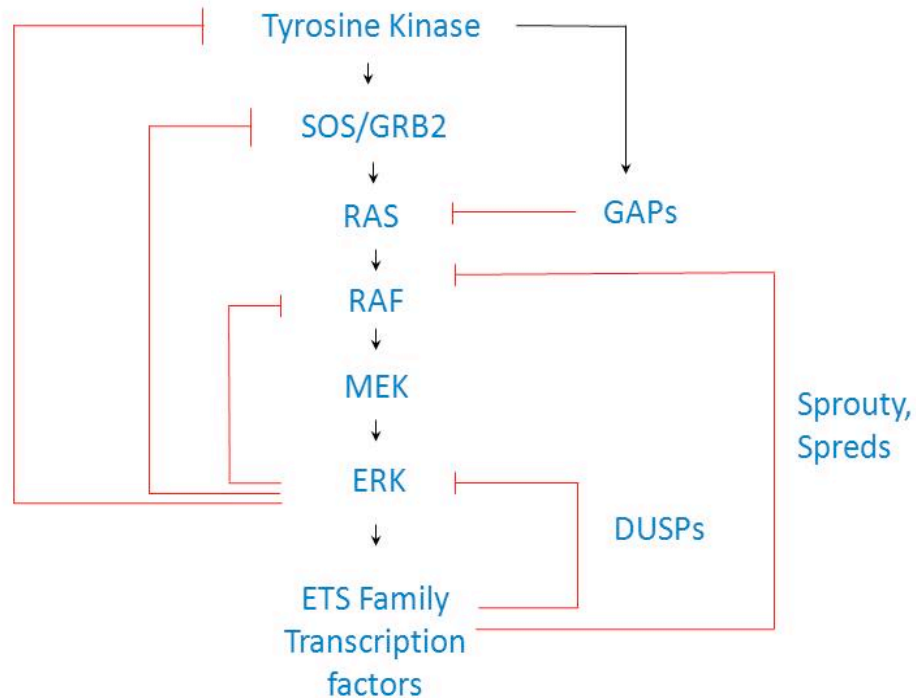 Tyrosine Kinase
SOS/GRB2
RAS
GAPs
RAF
MEK
Sprouty,
Spreds
ERK
DUSPs
ETS Family
Transcription
factors